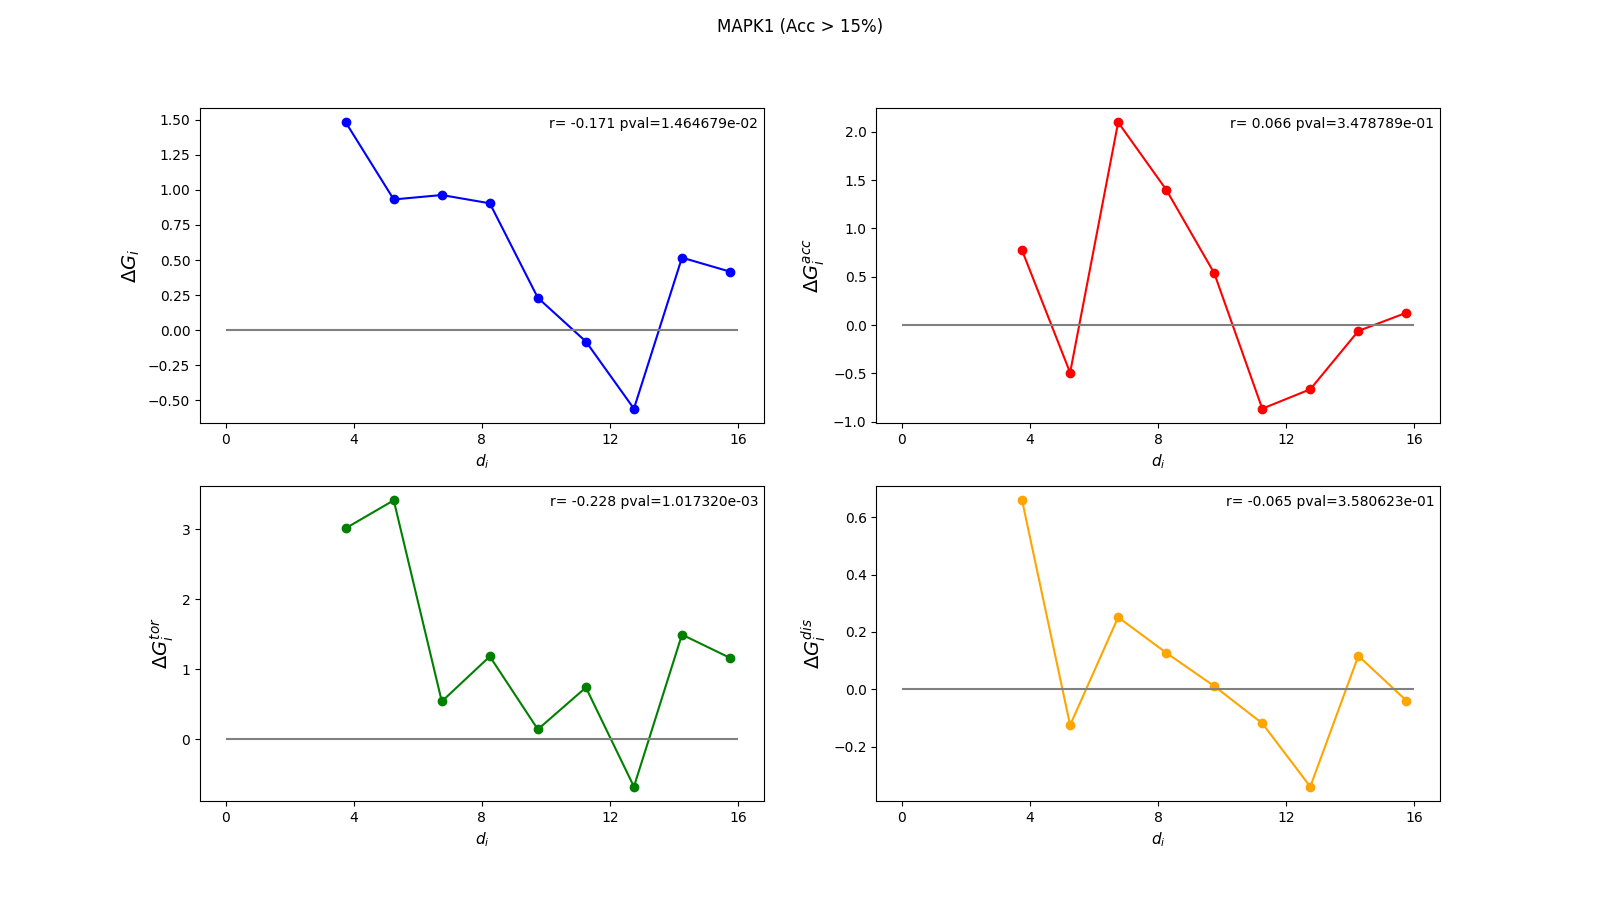 MAPK1 (Acc > 15%)
r= -0.171 pval=1.464679e-02
1.50
1.25
1.00
0.75
0.50
0.25
0.00
−0.25
−0.50
ΔG_i
0 4 8 12 16
d_i
r= 0.066 pval=3.478789e-01
2.0
1.5
1.0
0.5
0.0
−0.5
−1.0
ΔG_i^{acc}
0 4 8 12 16
d_i
r= -0.228 pval=1.017320e-03
3
2
1
0
ΔG_i^{tor}
0 4 8 12 16
d_i
r= -0.065 pval=3.580623e-01
0.6
0.4
0.2
0.0
−0.2
ΔG_i^{dis}
0 4 8 12 16
d_i